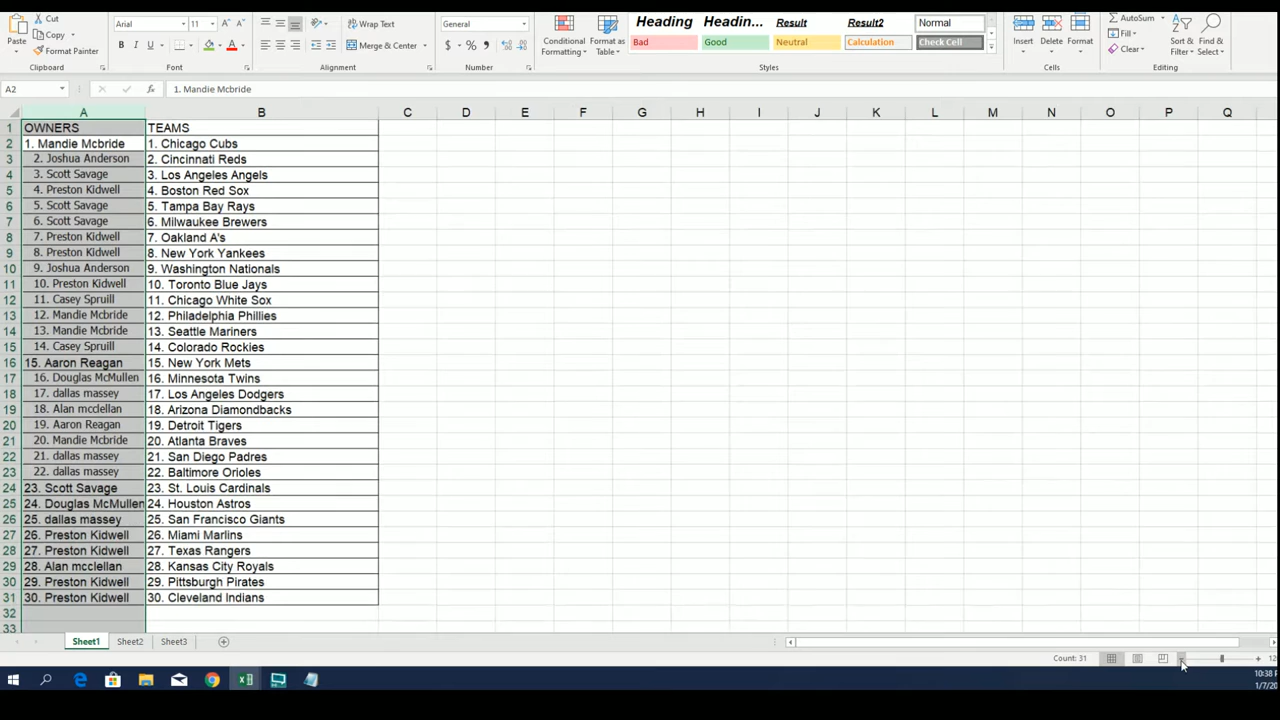 Cut
Copy
Format Painter
Paste
Clipboard
Arial 11
B I U
Font
Wrap Text
Merge & Center
Alignment
General
$ % ,
Number
Conditional Formatting
Format as Table
Heading Headin... Result Result2 Normal
Bad Good Neutral Calculation Check Cell
Styles
Insert Delete Format
Cells
AutoSum
Fill
Clear
Sort & Filter
Find & Select
Editing
A2 fx 1. Mandie Mcbride
A B C D E F G H I J K L M N O P Q
1 OWNERS TEAMS
2 1. Mandie Mcbride 1. Chicago Cubs
3 2. Joshua Anderson 2. Cincinnati Reds
4 3. Scott Savage 3. Los Angeles Angels
5 4. Preston Kidwell 4. Boston Red Sox
6 5. Scott Savage 5. Tampa Bay Rays
7 6. Scott Savage 6. Milwaukee Brewers
8 7. Preston Kidwell 7. Oakland A's
9 8. Preston Kidwell 8. New York Yankees
10 9. Joshua Anderson 9. Washington Nationals
11 10. Preston Kidwell 10. Toronto Blue Jays
12 11. Casey Spruill 11. Chicago White Sox
13 12. Mandie Mcbride 12. Philadelphia Phillies
14 13. Mandie Mcbride 13. Seattle Mariners
15 14. Casey Spruill 14. Colorado Rockies
16 15. Aaron Reagan 15. New York Mets
17 16. Douglas McMullen 16. Minnesota Twins
18 17. dallas massey 17. Los Angeles Dodgers
19 18. Alan mcclellan 18. Arizona Diamondbacks
20 19. Aaron Reagan 19. Detroit Tigers
21 20. Mandie Mcbride 20. Atlanta Braves
22 21. dallas massey 21. San Diego Padres
23 22. dallas massey 22. Baltimore Orioles
24 23. Scott Savage 23. St. Louis Cardinals
25 24. Douglas McMullen 24. Houston Astros
26 25. dallas massey 25. San Francisco Giants
27 26. Preston Kidwell 26. Miami Marlins
28 27. Preston Kidwell 27. Texas Rangers
29 28. Alan mcclellan 28. Kansas City Royals
30 29. Preston Kidwell 29. Pittsburgh Pirates
31 30. Preston Kidwell 30. Cleveland Indians
32
33
Sheet1 Sheet2 Sheet3
Count: 31
10:38
1/7/20